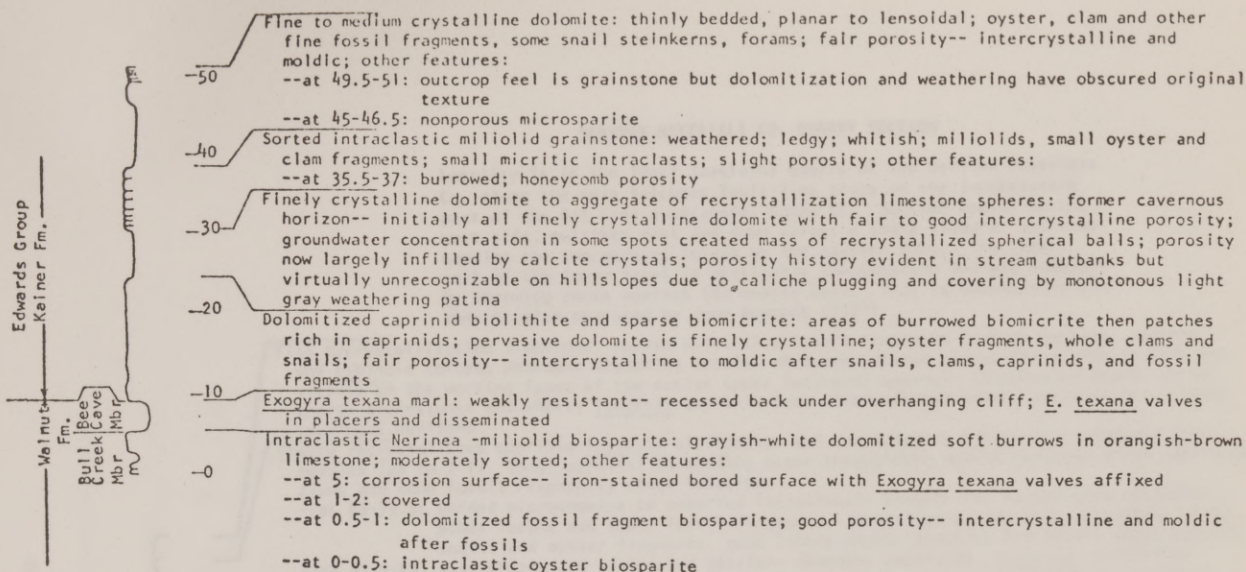 Fine to medium crystalline dolomite: thinly bedded, planar to lensoidal; oyster, clam and other
fine fossil fragments, some snail steinkerns, forams; fair porosity-- intercrystalline and
moldic; other features:
--at 49.5-51: outcrop feel is grainstone but dolomitization and weathering have obscured original
texture
--at 45-46.5: nonporous microsparite
Sorted intraclastic miliolid grainstone: weathered; ledgy; whitish; miliolids, small oyster and
clam fragments; small micritic intraclasts; slight porosity; other features:
--at 35.5-37: burrowed; honeycomb porosity
Finely crystalline dolomite to aggregate of recrystallization limestone spheres: former cavernous
horizon-- initially all finely crystalline dolomite with fair to good intercrystalline porosity;
groundwater concentration in some spots created mass of recrystallized spherical balls; porosity
now largely infilled by calcite crystals; porosity history evident in stream cutbanks but
virtually unrecognizable on hillslopes due to caliche plugging and covering by monotonous light
gray weathering patina
Dolomitized caprinid biolithite and sparse biomicrite: areas of burrowed biomicrite then patches
rich in caprinids; pervasive dolomite is finely crystalline; oyster fragments, whole clams and
snails; fair porosity-- intercrystalline to moldic after snails, clams, caprinids, and fossil
fragments
Exogyra texana marl: weakly resistant-- recessed back under overhanging cliff; E. texana valves
in placers and disseminated
Intraclastic Nerinea -miliolid biosparite: grayish-white dolomitized soft burrows in orangish-brown
limestone; moderately sorted; other features:
--at 5: corrosion surface-- iron-stained bored surface with Exogyra texana valves affixed
--at 1-2: covered
--at 0.5-1: dolomitized fossil fragment biosparite; good porosity-- intercrystalline and moldic
after fossils
--at 0-0.5: intraclastic oyster biosparite
—50
—40
—30
—20
—10
—0
Edwards Group
Kainer Fm.
Walnut
Fm.
Bee
Cave
Mbr
Bull
Creek
Mbr